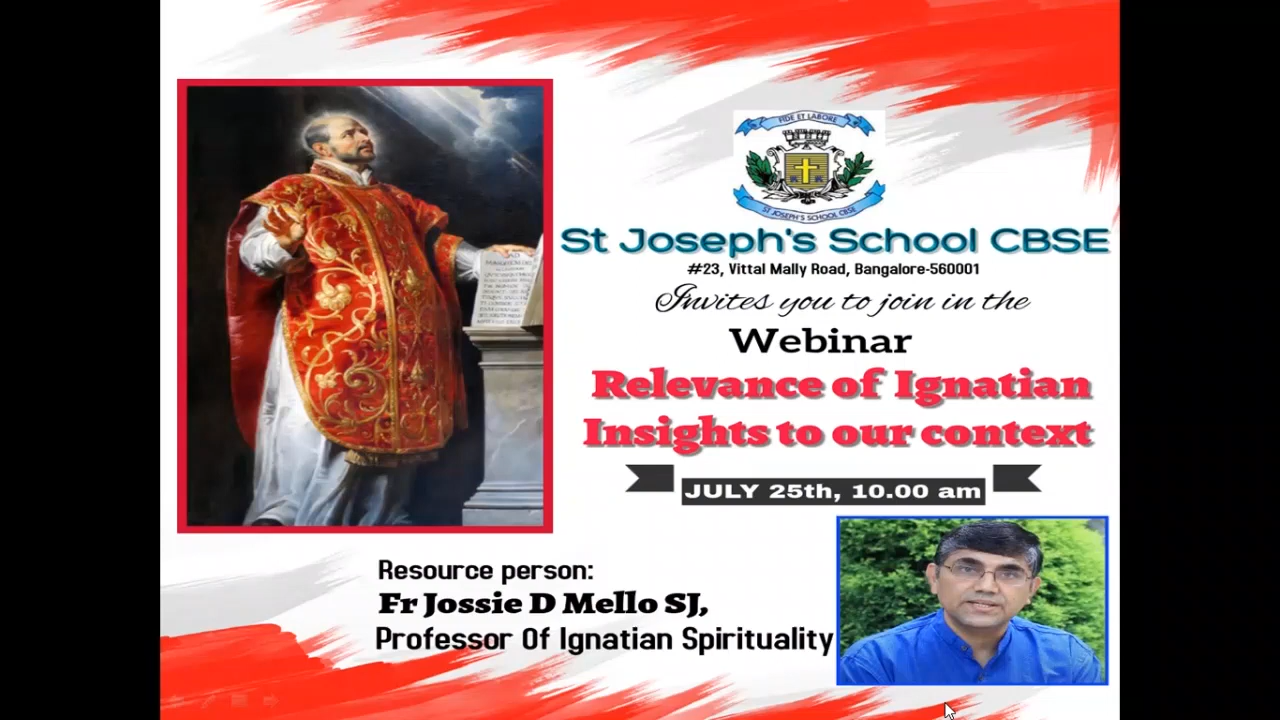 FIDE ET LABORE
ST JOSEPH'S SCHOOL CBSE
St Joseph's School CBSE
#23, Vittal Mally Road, Bangalore-560001
Invites you to join in the
Webinar
Relevance of Ignatian
Insights to our context
JULY 25th, 10.00 am
Resource person:
Fr Jossie D Mello SJ,
Professor Of Ignatian Spirituality